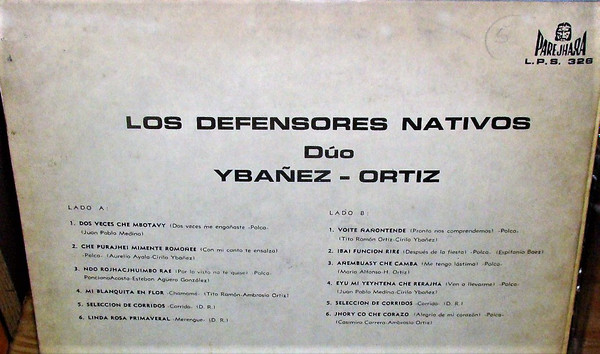 PAREJHARA
L.P.S. 326
LOS DEFENSORES NATIVOS
Dúo
YBAÑEZ - ORTIZ
LADO A:
1. DOS VECES CHE MBOTAVY (Dos veces me engañaste -Polca-
(Juan Pablo Medina)
2. CHE PURAJHEI MIMENTE ROMOÑEE (Con mi canto te ensalzo)
-Polca- (Aurelio Ayala-Cirilo Ybañez)
3. NDO ROJHACJHUIMBO RAE (Por lo visto no te quise) -Polca-
PoncianoAcosta-Esteban Agüero González)
4. MI BLANQUITA EN FLOR -Chamamé- (Tito Ramón-Ambrosio Ortiz)
5. SELECCION DE CORRIDOS -Corrido- (D. R.)
6. LINDA ROSA PRIMAVERAL -Merengue- (D. R.)
LADO B:
1. VOITE ÑAÑONTENDE (Pronto nos comprendemos) -Polca-
(Tito Ramón Ortiz-Cirilo Ybañez)
2. IBAI FUNCION RIRE (Después de la fiesta) -Polca- (Espifanio Baez)
3. AÑEMBUASY CHE CAMBA (Me tengo lástima) -Polca-
(Mario Alfonso-H. Ortiz)
4. EYU MI YEYNTENA CHE RERAJHA (Ven a llevarme) -Polca-
(Juan Pablo Medina-Cirilo Ybañez)
5. SELECCION DE CORRIDOS -Corrido- (D. R.)
6. JHORY CO CHE CORAZO (Alegría de mi corazón) -Polca-
(Casimiro Carrera-Ambrosio Ortiz)